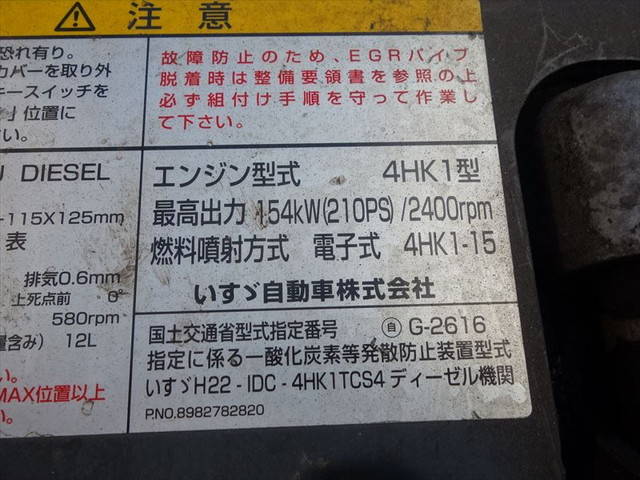 ⚠ 注意
恐れ有り。
カバーを取り外
キースイッチを
位置に
さい。
故障防止のため、EGRパイプ
脱着時は整備要領書を参照の上
必ず組付け手順を守って作業し
て下さい。
U DIESEL
-115X125mm
表
排気0.6mm
上死点前 0°
580rpm
含み) 12L
い。
MAX位置以上
エンジン型式 4HK1型
最高出力 154kW(210PS)/2400rpm
燃料噴射方式 電子式 4HK1-15
いすゞ自動車株式会社
国土交通省型式指定番号 自 G-2616
指定に係る一酸化炭素等発散防止装置型式
いすゞH22-IDC-4HK1TCS4 ディーゼル機関
P.NO.8982782820